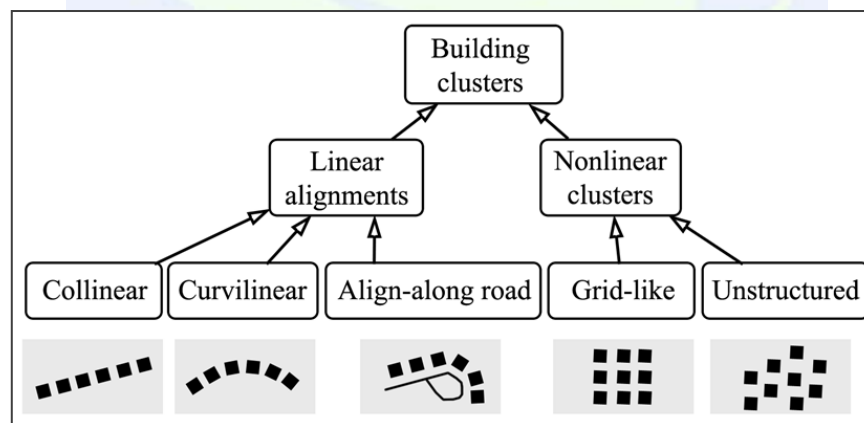 Building
clusters
Linear
alignments
Nonlinear
clusters
Collinear
Curvilinear
Align-along road
Grid-like
Unstructured